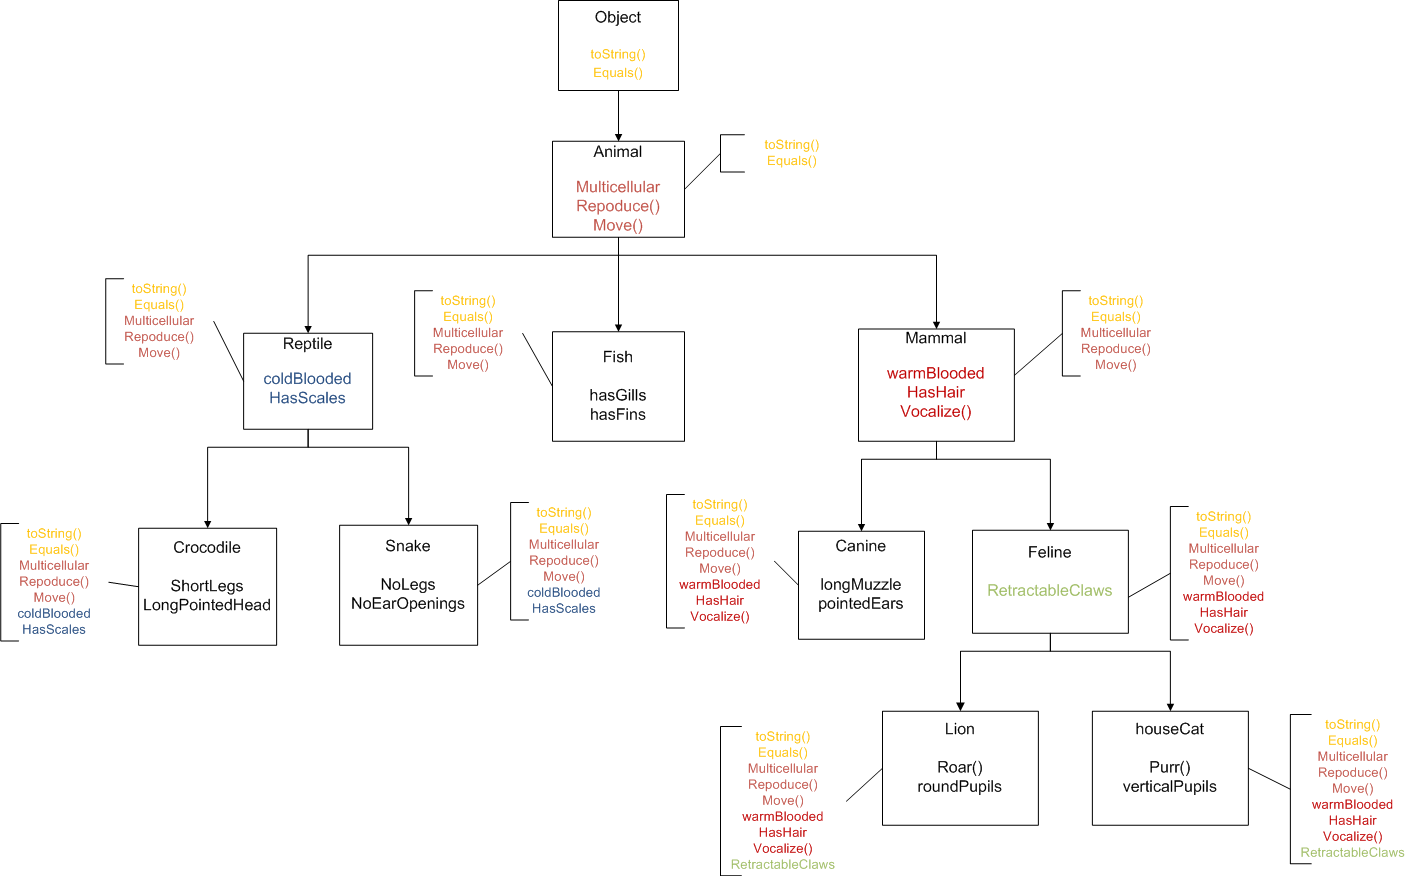 Object
toString()
Equals()
Animal
Multicellular
Repoduce()
Move()
toString()
Equals()
toString()
Equals()
Multicellular
Repoduce()
Move()
Reptile
coldBlooded
HasScales
toString()
Equals()
Multicellular
Repoduce()
Move()
Fish
hasGills
hasFins
Mammal
warmBlooded
HasHair
Vocalize()
toString()
Equals()
Multicellular
Repoduce()
Move()
toString()
Equals()
Multicellular
Repoduce()
Move()
coldBlooded
HasScales
Crocodile
ShortLegs
LongPointedHead
Snake
NoLegs
NoEarOpenings
toString()
Equals()
Multicellular
Repoduce()
Move()
coldBlooded
HasScales
toString()
Equals()
Multicellular
Repoduce()
Move()
warmBlooded
HasHair
Vocalize()
Canine
longMuzzle
pointedEars
Feline
RetractableClaws
toString()
Equals()
Multicellular
Repoduce()
Move()
warmBlooded
HasHair
Vocalize()
toString()
Equals()
Multicellular
Repoduce()
Move()
warmBlooded
HasHair
Vocalize()
RetractableClaws
Lion
Roar()
roundPupils
houseCat
Purr()
verticalPupils
toString()
Equals()
Multicellular
Repoduce()
Move()
warmBlooded
HasHair
Vocalize()
RetractableClaws